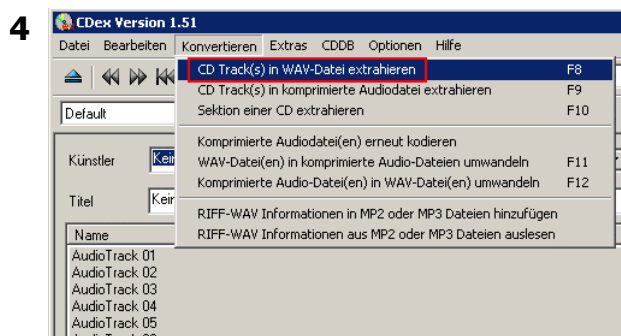 4
CDex Version 1.51
Datei Bearbeiten Konvertieren Extras CDDB Optionen Hilfe
CD Track(s) in WAV-Datei extrahieren F8
CD Track(s) in komprimierte Audiodatei extrahieren F9
Default
Sektion einer CD extrahieren F10
Komprimierte Audiodatei(en) erneut kodieren
Künstler
WAV-Datei(en) in komprimierte Audio-Dateien umwandeln F11
Komprimierte Audio-Datei(en) in WAV-Datei(en) umwandeln F12
Titel
RIFF-WAV Informationen in MP2 oder MP3 Dateien hinzufügen
Name
RIFF-WAV Informationen aus MP2 oder MP3 Dateien auslesen
AudioTrack 01
AudioTrack 02
AudioTrack 03
AudioTrack 04
AudioTrack 05